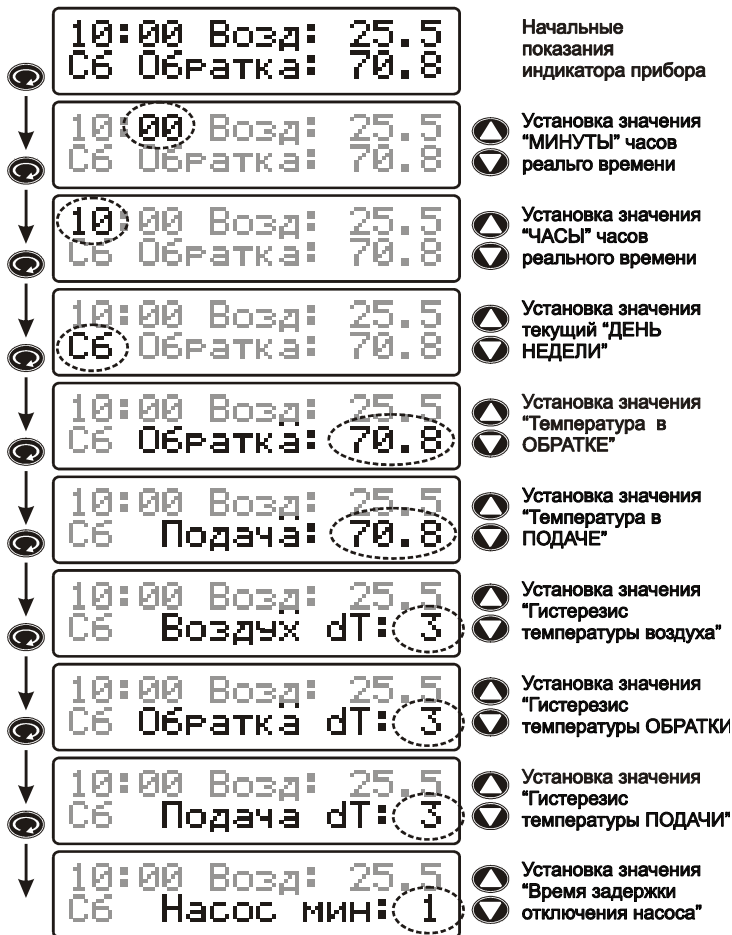 10:00 Возд: 25.5
Сб Обратка: 70.8
Начальные
показания
индикатора прибора
10:00 Возд: 25.5
Сб Обратка: 70.8
Установка значения
“МИНУТЫ” часов
реальго времени
10:00 Возд: 25.5
Сб Обратка: 70.8
Установка значения
“ЧАСЫ” часов
реального времени
10:00 Возд: 25.5
Сб Обратка: 70.8
Установка значения
текущий “ДЕНЬ
НЕДЕЛИ”
10:00 Возд: 25.5
Сб Обратка: 70.8
Установка значения
“Температура в
ОБРАТКЕ”
10:00 Возд: 25.5
Сб Подача: 70.8
Установка значения
“Температура в
ПОДАЧЕ”
10:00 Возд: 25.5
Сб Воздух dT: 3
Установка значения
“Гистерезис
температуры воздуха”
10:00 Возд: 25.5
Сб Обратка dT: 3
Установка значения
“Гистерезис
температуры ОБРАТКИ
10:00 Возд: 25.5
Сб Подача dT: 3
Установка значения
“Гистерезис
температуры ПОДАЧИ”
10:00 Возд: 25.5
Сб Насос мин: 1
Установка значения
“Время задержки
отключения насоса”